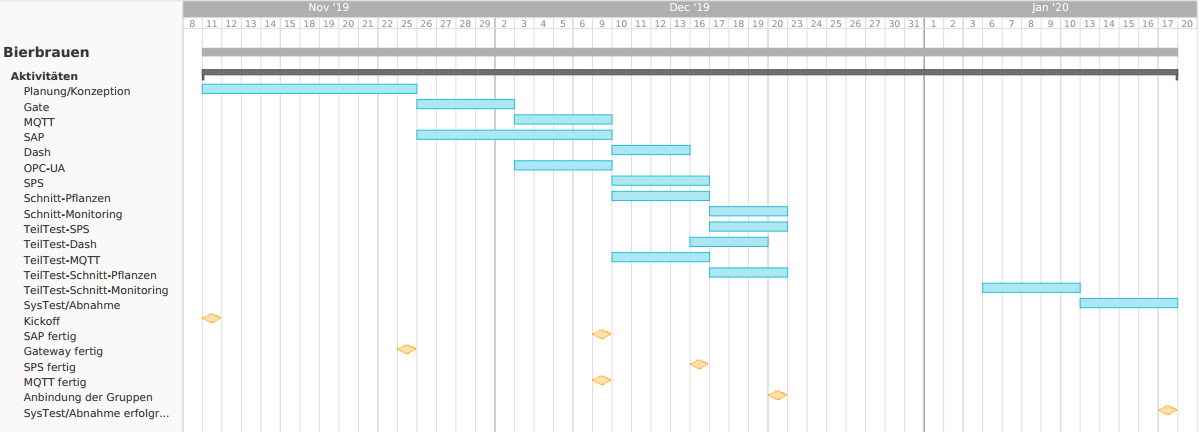 Nov '19 Dec '19 Jan '20
8 11 12 13 14 15 18 19 20 21 22 25 26 27 28 29 2 3 4 5 6 9 10 11 12 13 16 17 18 19 20 23 24 25 26 27 30 31 1 2 3 6 7 8 9 10 13 14 15 16 17 20
Bierbrauen
Aktivitäten
Planung/Konzeption
Gate
MQTT
SAP
Dash
OPC-UA
SPS
Schnitt-Pflanzen
Schnitt-Monitoring
TeilTest-SPS
TeilTest-Dash
TeilTest-MQTT
TeilTest-Schnitt-Pflanzen
TeilTest-Schnitt-Monitoring
SysTest/Abnahme
Kickoff
SAP fertig
Gateway fertig
SPS fertig
MQTT fertig
Anbindung der Gruppen
SysTest/Abnahme erfolgr...